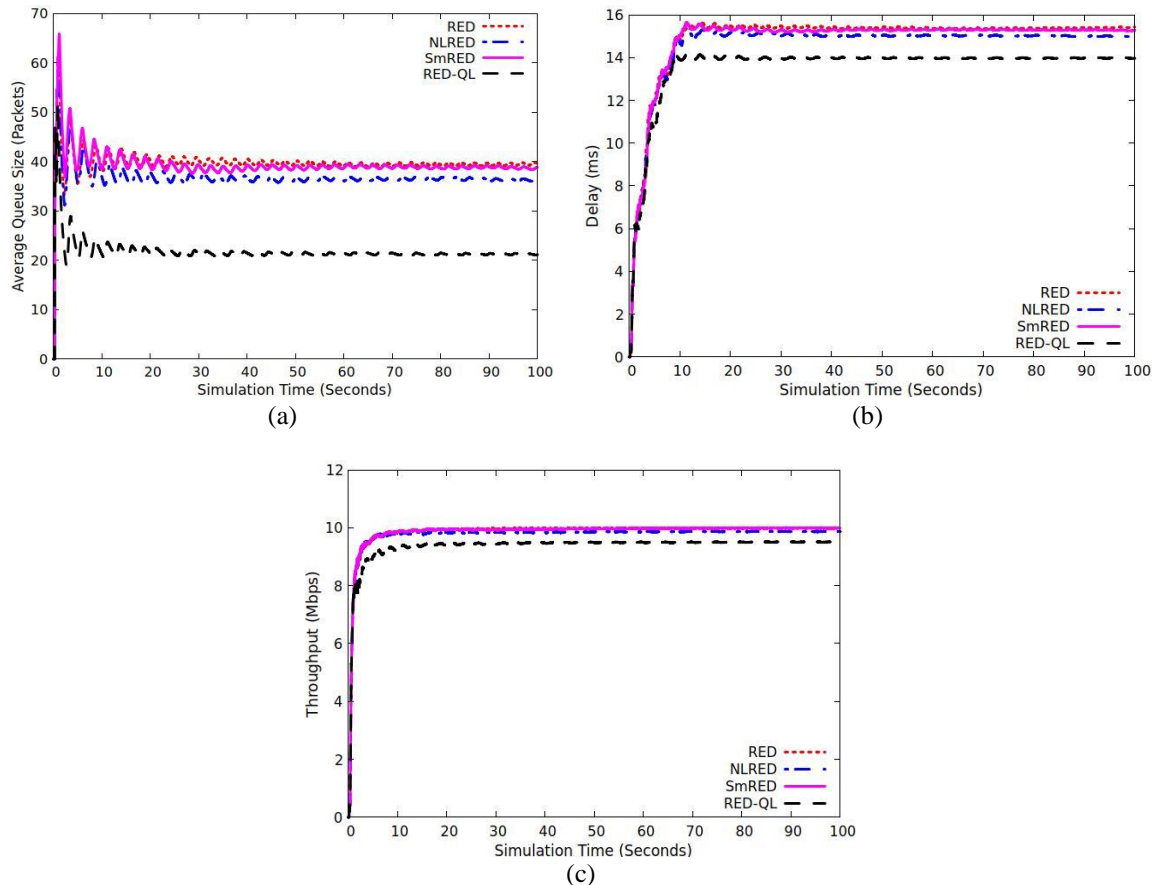 70
60
50
40
30
20
10
0
Average Queue Size (Packets)
RED
NLRED
SmRED
RED-QL
0 10 20 30 40 50 60 70 80 90 100
Simulation Time (Seconds)
(a)
16
14
12
10
8
6
4
2
0
Delay (ms)
RED
NLRED
SmRED
RED-QL
0 10 20 30 40 50 60 70 80 90 100
Simulation Time (Seconds)
(b)
12
10
8
6
4
2
0
Throughput (Mbps)
RED
NLRED
SmRED
RED-QL
0 10 20 30 40 50 60 70 80 90 100
Simulation Time (Seconds)
(c)